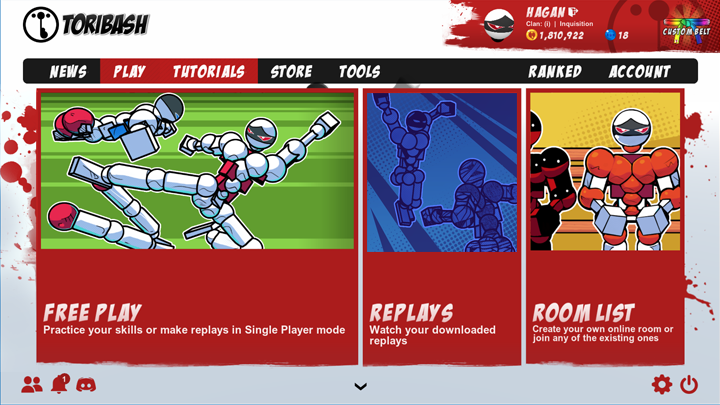 TORIBASH
HAGAN
Clan: (i) | Inquisition
1,810,922
18
CUSTOM BELT
NEWS
PLAY
TUTORIALS
STORE
TOOLS
RANKED
ACCOUNT
FREE PLAY
Practice your skills or make replays in Single Player mode
REPLAYS
Watch your downloaded
replays
ROOM LIST
Create your own online room or
join any of the existing ones
1